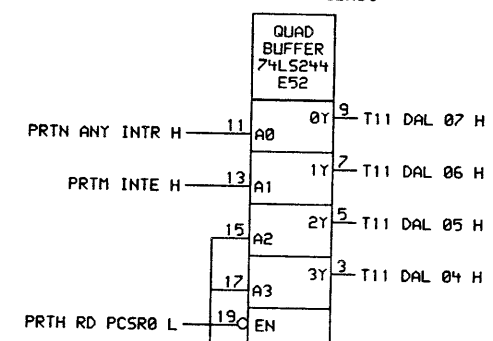 QUAD
BUFFER
74LS244
E52
PRTN ANY INTR H 11 A0 0Y 9 T11 DAL 07 H
PRTM INTE H 13 A1 1Y 7 T11 DAL 06 H
15 A2 2Y 5 T11 DAL 05 H
17 A3 3Y 3 T11 DAL 04 H
PRTH RD PCSR0 L 19 EN